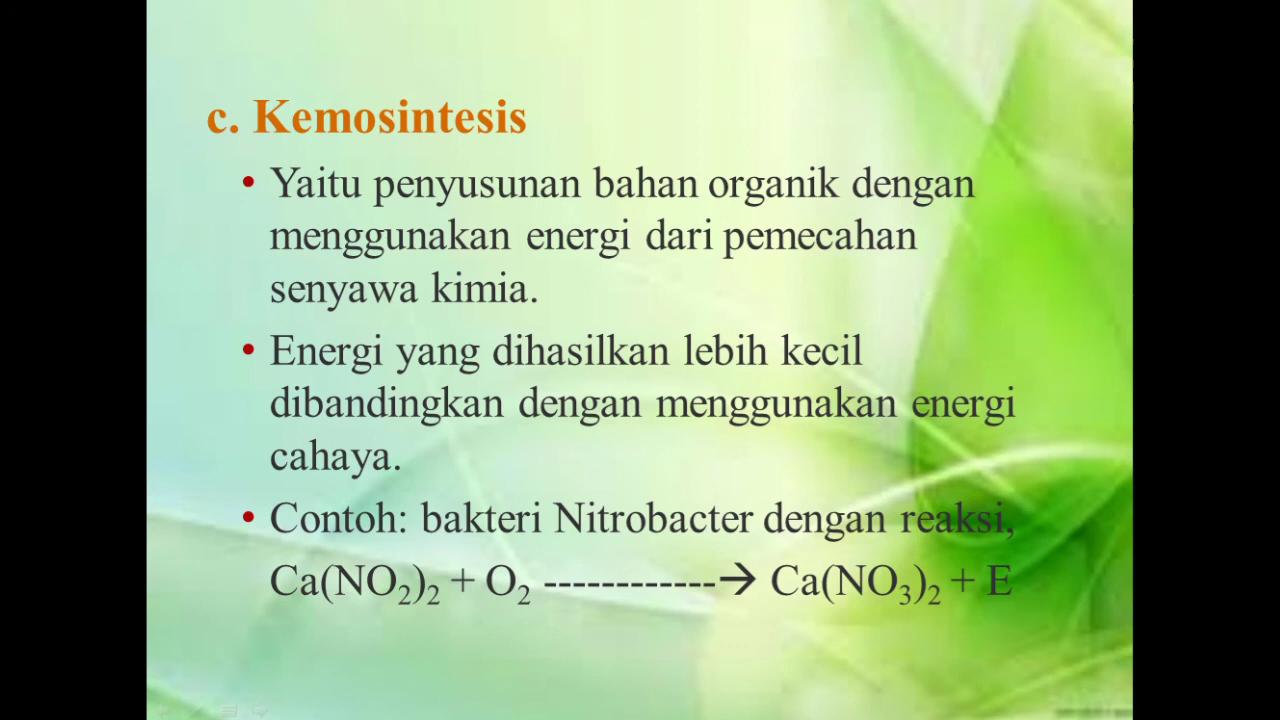 c. Kemosintesis
• Yaitu penyusunan bahan organik dengan
menggunakan energi dari pemecahan
senyawa kimia.
• Energi yang dihasilkan lebih kecil
dibandingkan dengan menggunakan energi
cahaya.
• Contoh: bakteri Nitrobacter dengan reaksi,
Ca(NO₂)₂ + O₂ ------------→ Ca(NO₃)₂ + E